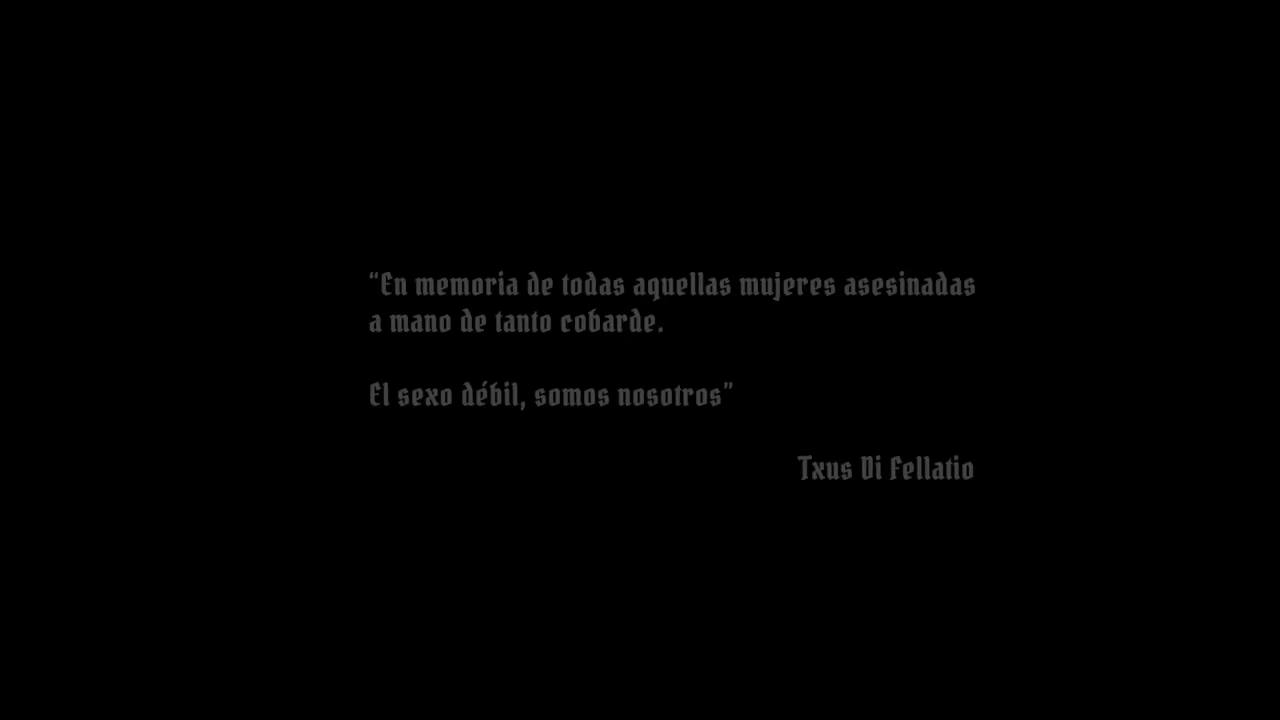 “En memoria de todas aquellas mujeres asesinadas
a mano de tanto cobarde.
El sexo débil, somos nosotros”
Txus Di Fellatio